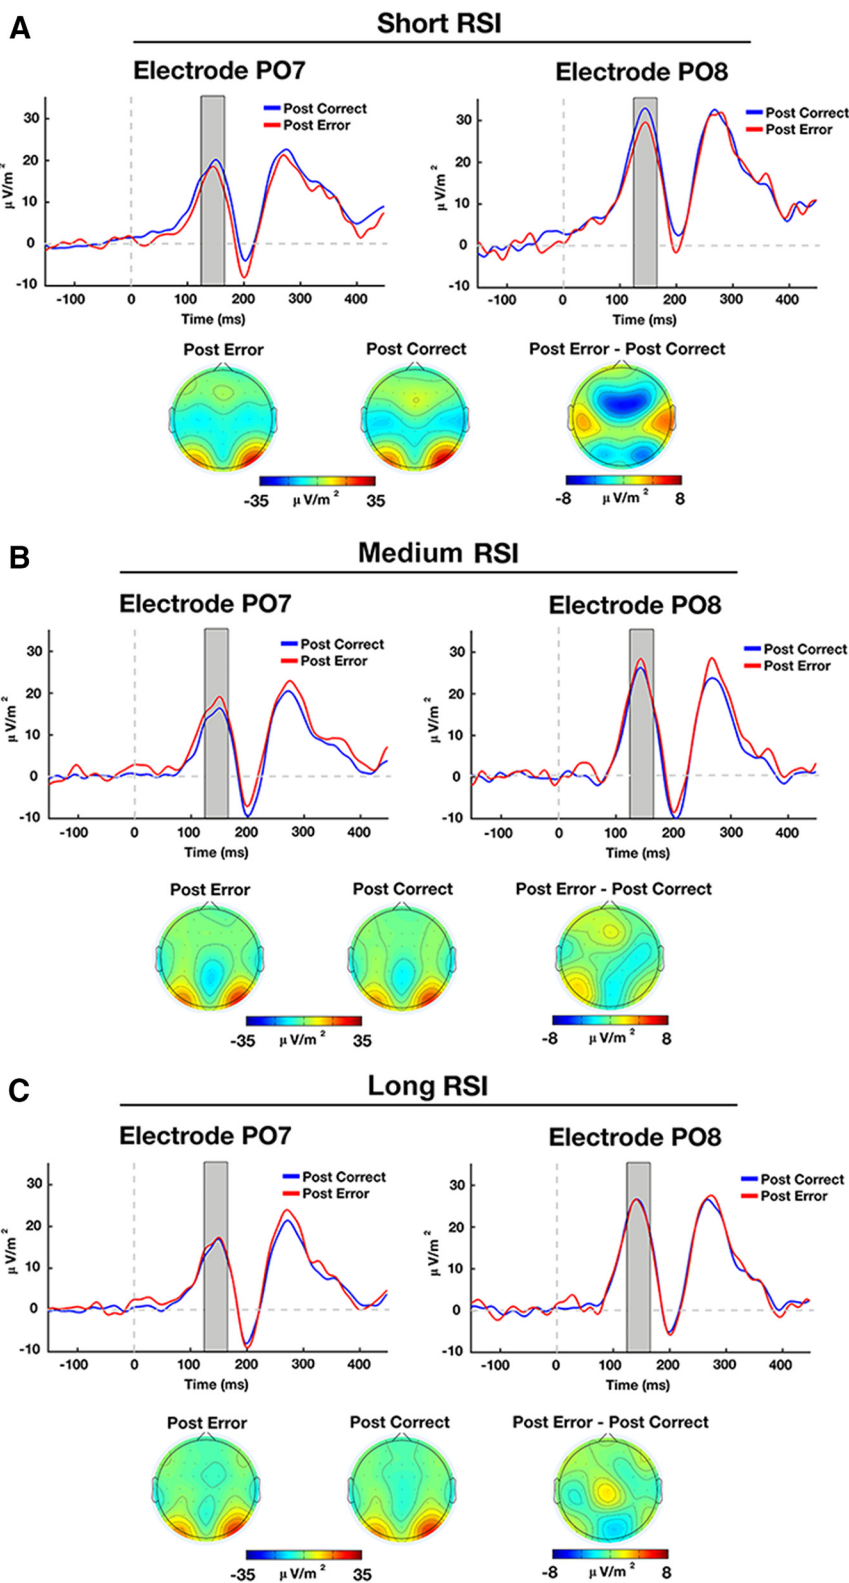 A
Short RSI
Electrode PO7
Electrode PO8
Post Correct
Post Error
Post Correct
Post Error
30
20
10
0
-10
μV/m²
-100 0 100 200 300 400
Time (ms)
30
20
10
0
-10
μV/m²
-100 0 100 200 300 400
Time (ms)
Post Error
Post Correct
Post Error - Post Correct
-35 μV/m² 35
-8 μV/m² 8
B
Medium RSI
Electrode PO7
Electrode PO8
Post Correct
Post Error
Post Correct
Post Error
30
20
10
0
-10
μV/m²
-100 0 100 200 300 400
Time (ms)
30
20
10
0
-10
μV/m²
-100 0 100 200 300 400
Time (ms)
Post Error
Post Correct
Post Error - Post Correct
-35 μV/m² 35
-8 μV/m² 8
C
Long RSI
Electrode PO7
Electrode PO8
Post Correct
Post Error
Post Correct
Post Error
30
20
10
0
-10
μV/m²
-100 0 100 200 300 400
Time (ms)
30
20
10
0
-10
μV/m²
-100 0 100 200 300 400
Time (ms)
Post Error
Post Correct
Post Error - Post Correct
-35 μV/m² 35
-8 μV/m² 8